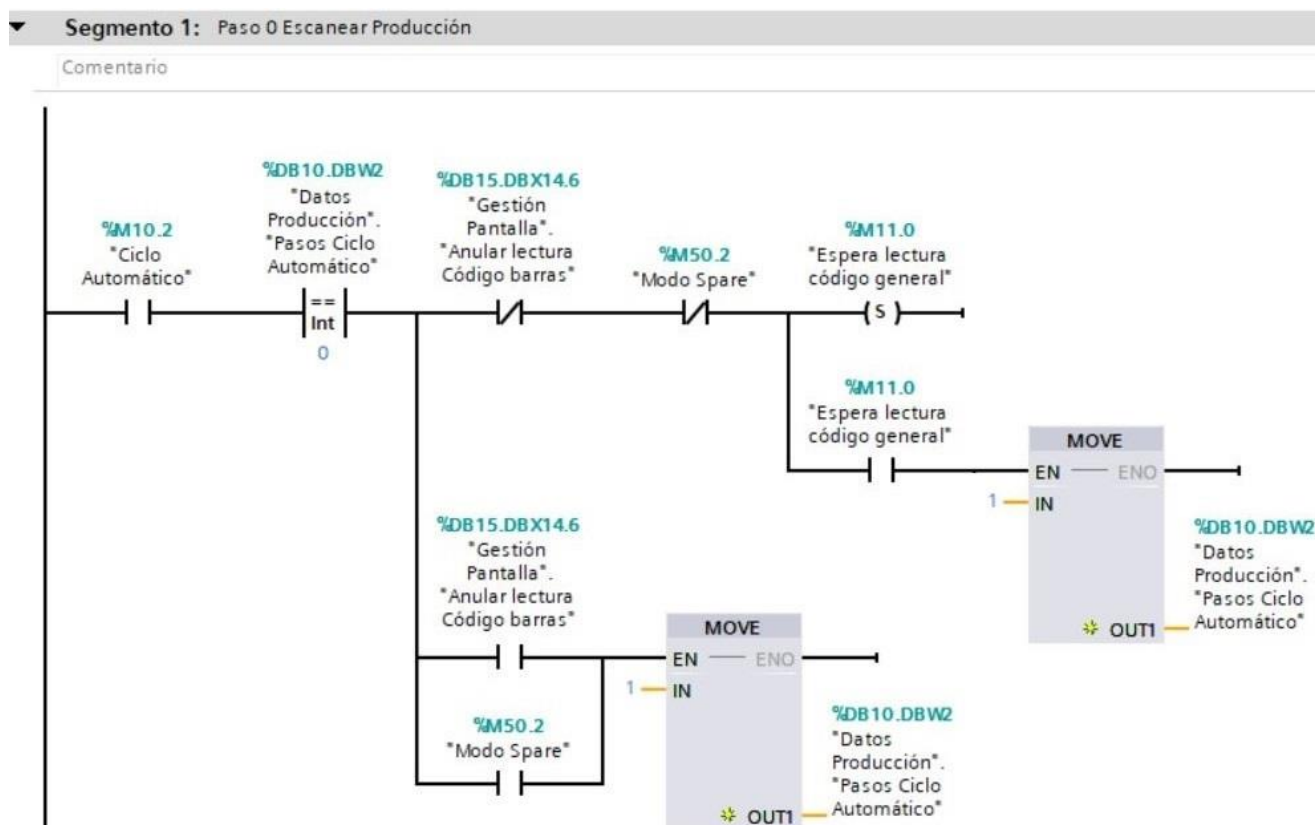 Segmento 1: Paso 0 Escanear Producción
Comentario
%M10.2
"Ciclo
Automático"
%DB10.DBW2
"Datos
Producción".
"Pasos Ciclo
Automático"
==
Int
0
%DB15.DBX14.6
"Gestión
Pantalla".
"Anular lectura
Código barras"
%M50.2
"Modo Spare"
%M11.0
"Espera lectura
código general"
S
%M11.0
"Espera lectura
código general"
MOVE
EN ENO
1 IN
OUT1
%DB10.DBW2
"Datos
Producción".
"Pasos Ciclo
Automático"
%DB15.DBX14.6
"Gestión
Pantalla".
"Anular lectura
Código barras"
%M50.2
"Modo Spare"
MOVE
EN ENO
1 IN
OUT1
%DB10.DBW2
"Datos
Producción".
"Pasos Ciclo
Automático"